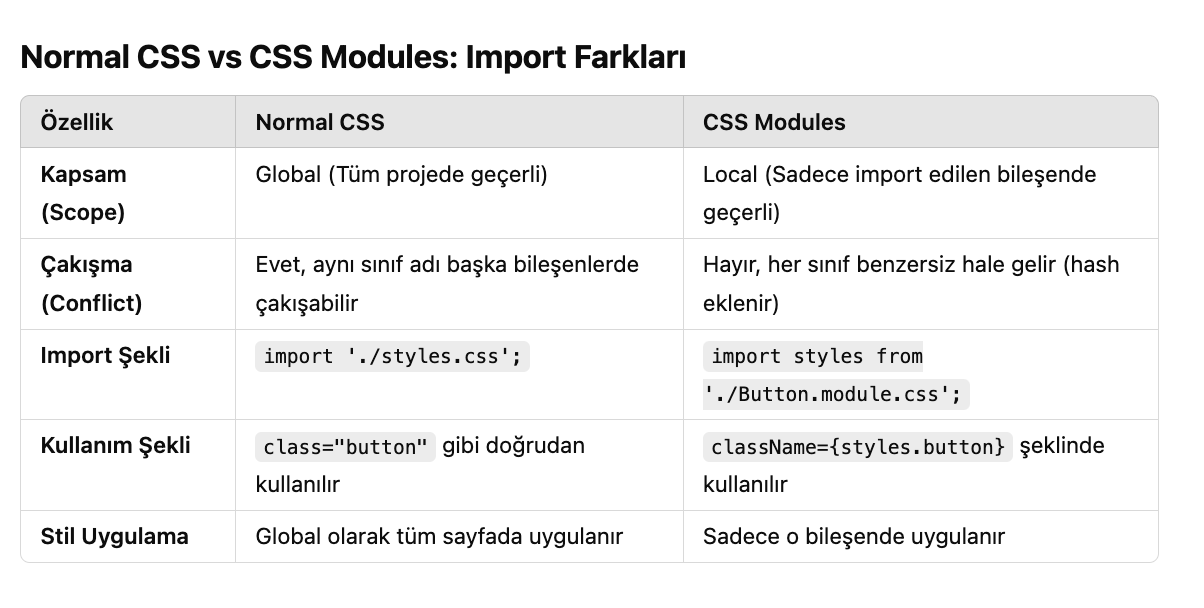 Normal CSS vs CSS Modules: Import Farkları
Özellik
Normal CSS
CSS Modules
Kapsam
(Scope)
Global (Tüm projede geçerli)
Local (Sadece import edilen bileşende
geçerli)
Çakışma
(Conflict)
Evet, aynı sınıf adı başka bileşenlerde
çakışabilir
Hayır, her sınıf benzersiz hale gelir (hash
eklenir)
Import Şekli
import './styles.css';
import styles from
'./Button.module.css';
Kullanım Şekli
class="button" gibi doğrudan
kullanılır
className={styles.button} şeklinde
kullanılır
Stil Uygulama
Global olarak tüm sayfada uygulanır
Sadece o bileşende uygulanır